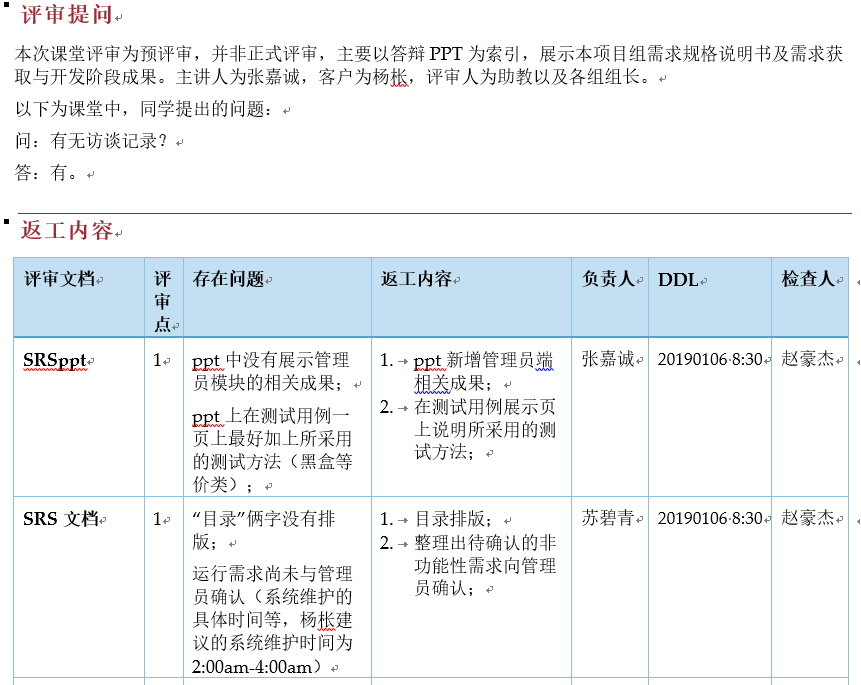 评审提问
本次课堂评审为预评审，并非正式评审，主要以答辩 PPT 为索引，展示本项目组需求规格说明书及需求获
取与开发阶段成果。主讲人为张嘉诚，客户为杨枨，评审人为助教以及各组组长。
以下为课堂中，同学提出的问题：
问：有无访谈记录？
答：有。
返工内容
评审文档
评
审
点
存在问题
返工内容
负责人
DDL
检查人
SRSppt
1
ppt 中没有展示管理
员模块的相关成果；
ppt 上在测试用例一
页上最好加上所采用
的测试方法（黑盒等
价类）；
1. ppt 新增管理员端
相关成果；
2. 在测试用例展示页
上说明所采用的测
试方法；
张嘉诚
20190106 8:30
赵豪杰
SRS 文档
1
“目录”俩字没有排
版；
运行需求尚未与管理
员确认（系统维护的
具体时间等，杨枨建
议的系统维护时间为
2:00am-4:00am）
1. 目录排版；
2. 整理出待确认的非
功能性需求向管理
员确认；
苏碧青
20190106 8:30
赵豪杰